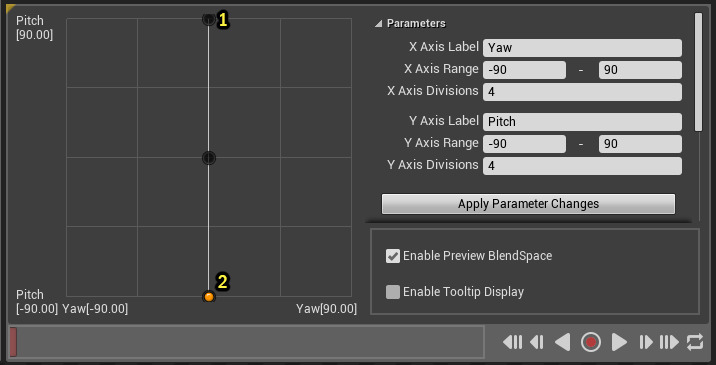 Pitch
[90.00]
1
2
Pitch
[-90.00] Yaw[-90.00]
Yaw[90.00]
Parameters
X Axis Label Yaw
X Axis Range -90 - 90
X Axis Divisions 4
Y Axis Label Pitch
Y Axis Range -90 - 90
Y Axis Divisions 4
Apply Parameter Changes
Enable Preview BlendSpace
Enable Tooltip Display